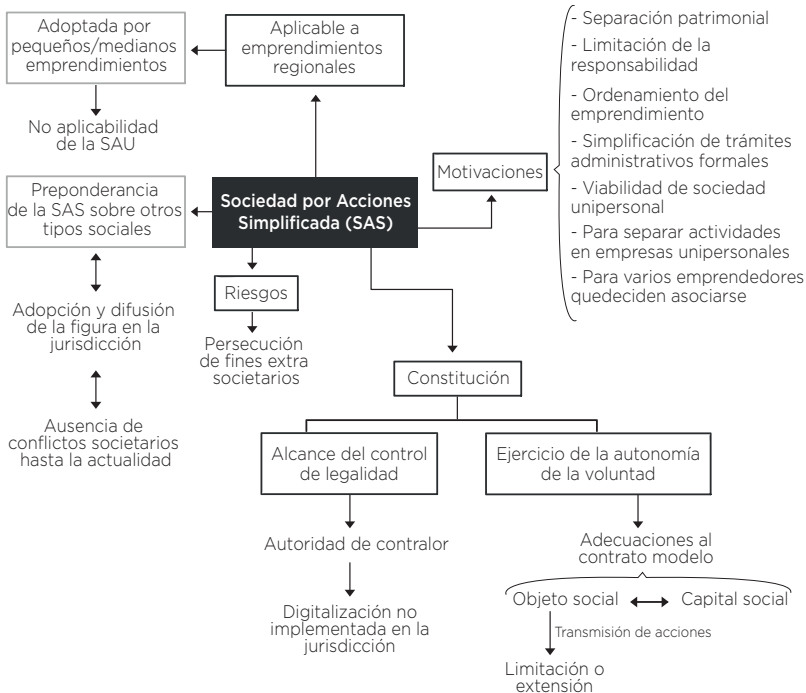 Adoptada por
pequeños/medianos
emprendimientos
Aplicable a
emprendimientos
regionales
No aplicabilidad
de la SAU
- Separación patrimonial
- Limitación de la
responsabilidad
- Ordenamiento del
emprendimiento
- Simplificación de trámites
administrativos formales
- Viabilidad de sociedad
unipersonal
- Para separar actividades
en empresas unipersonales
- Para varios emprendedores
quedeciden asociarse
Motivaciones
Preponderancia
de la SAS sobre otros
tipos sociales
Sociedad por Acciones
Simplificada (SAS)
Riesgos
Persecución
de fines extra
societarios
Adopción y difusión
de la figura en la
jurisdicción
Ausencia de
conflictos societarios
hasta la actualidad
Constitución
Alcance del control
de legalidad
Ejercicio de la autonomía
de la voluntad
Autoridad de contralor
Digitalización no
implementada en la
jurisdicción
Adecuaciones al
contrato modelo
Objeto social
Capital social
Transmisión de acciones
Limitación o
extensión